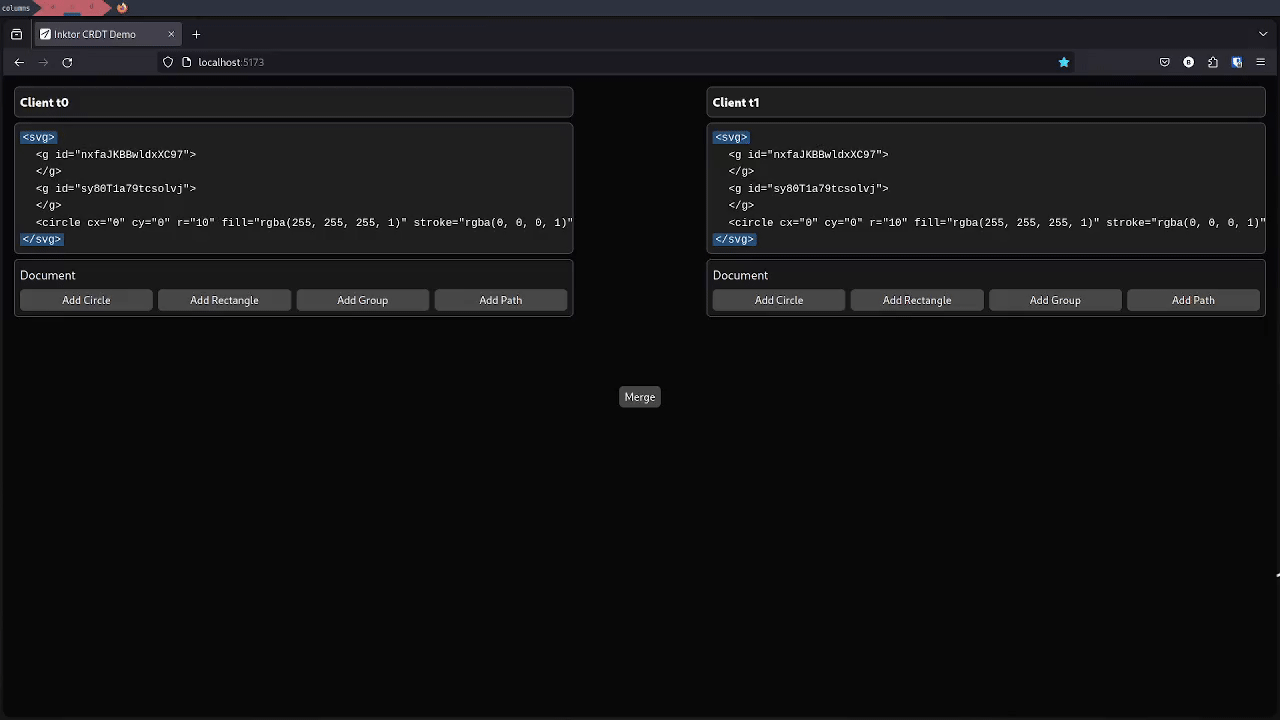 columns
Inktor CRDT Demo
localhost:5173
Client t0
<svg>
<g id="nxfaJKBBwldxXC97">
</g>
<g id="sy80T1a79tcsolvj">
</g>
<circle cx="0" cy="0" r="10" fill="rgba(255, 255, 255, 1)" stroke="rgba(0, 0, 0, 1)"
</svg>
Document
Add Circle Add Rectangle Add Group Add Path
Client t1
<svg>
<g id="nxfaJKBBwldxXC97">
</g>
<g id="sy80T1a79tcsolvj">
</g>
<circle cx="0" cy="0" r="10" fill="rgba(255, 255, 255, 1)" stroke="rgba(0, 0, 0, 1)"
</svg>
Document
Add Circle Add Rectangle Add Group Add Path
Merge